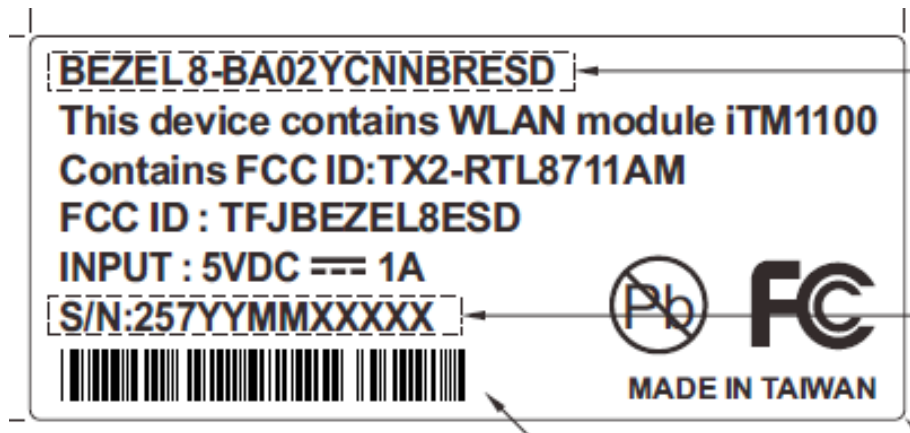 BEZEL8-BA02YCNNBRESD
This device contains WLAN module iTM1100
Contains FCC ID:TX2-RTL8711AM
FCC ID : TFJBEZEL8ESD
INPUT : 5VDC ⎓ 1A
S/N:257YYMMXXXXX
Pb
FC
MADE IN TAIWAN